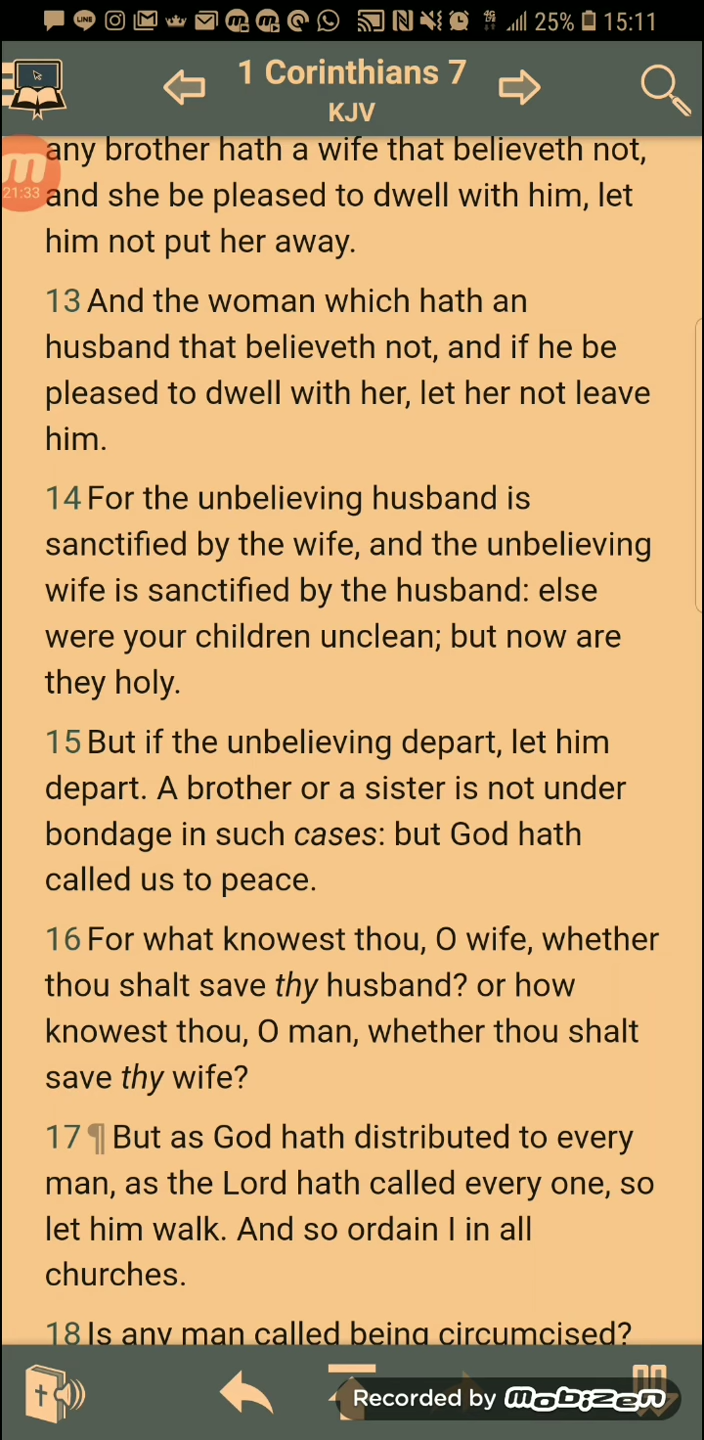 25% 15:11
1 Corinthians 7
KJV
any brother hath a wife that believeth not,
21:33
and she be pleased to dwell with him, let
him not put her away.
13 And the woman which hath an
husband that believeth not, and if he be
pleased to dwell with her, let her not leave
him.
14 For the unbelieving husband is
sanctified by the wife, and the unbelieving
wife is sanctified by the husband: else
were your children unclean; but now are
they holy.
15 But if the unbelieving depart, let him
depart. A brother or a sister is not under
bondage in such cases: but God hath
called us to peace.
16 For what knowest thou, O wife, whether
thou shalt save thy husband? or how
knowest thou, O man, whether thou shalt
save thy wife?
17 ¶ But as God hath distributed to every
man, as the Lord hath called every one, so
let him walk. And so ordain I in all
churches.
18 Is any man called being circumcised?
Recorded by mobizen